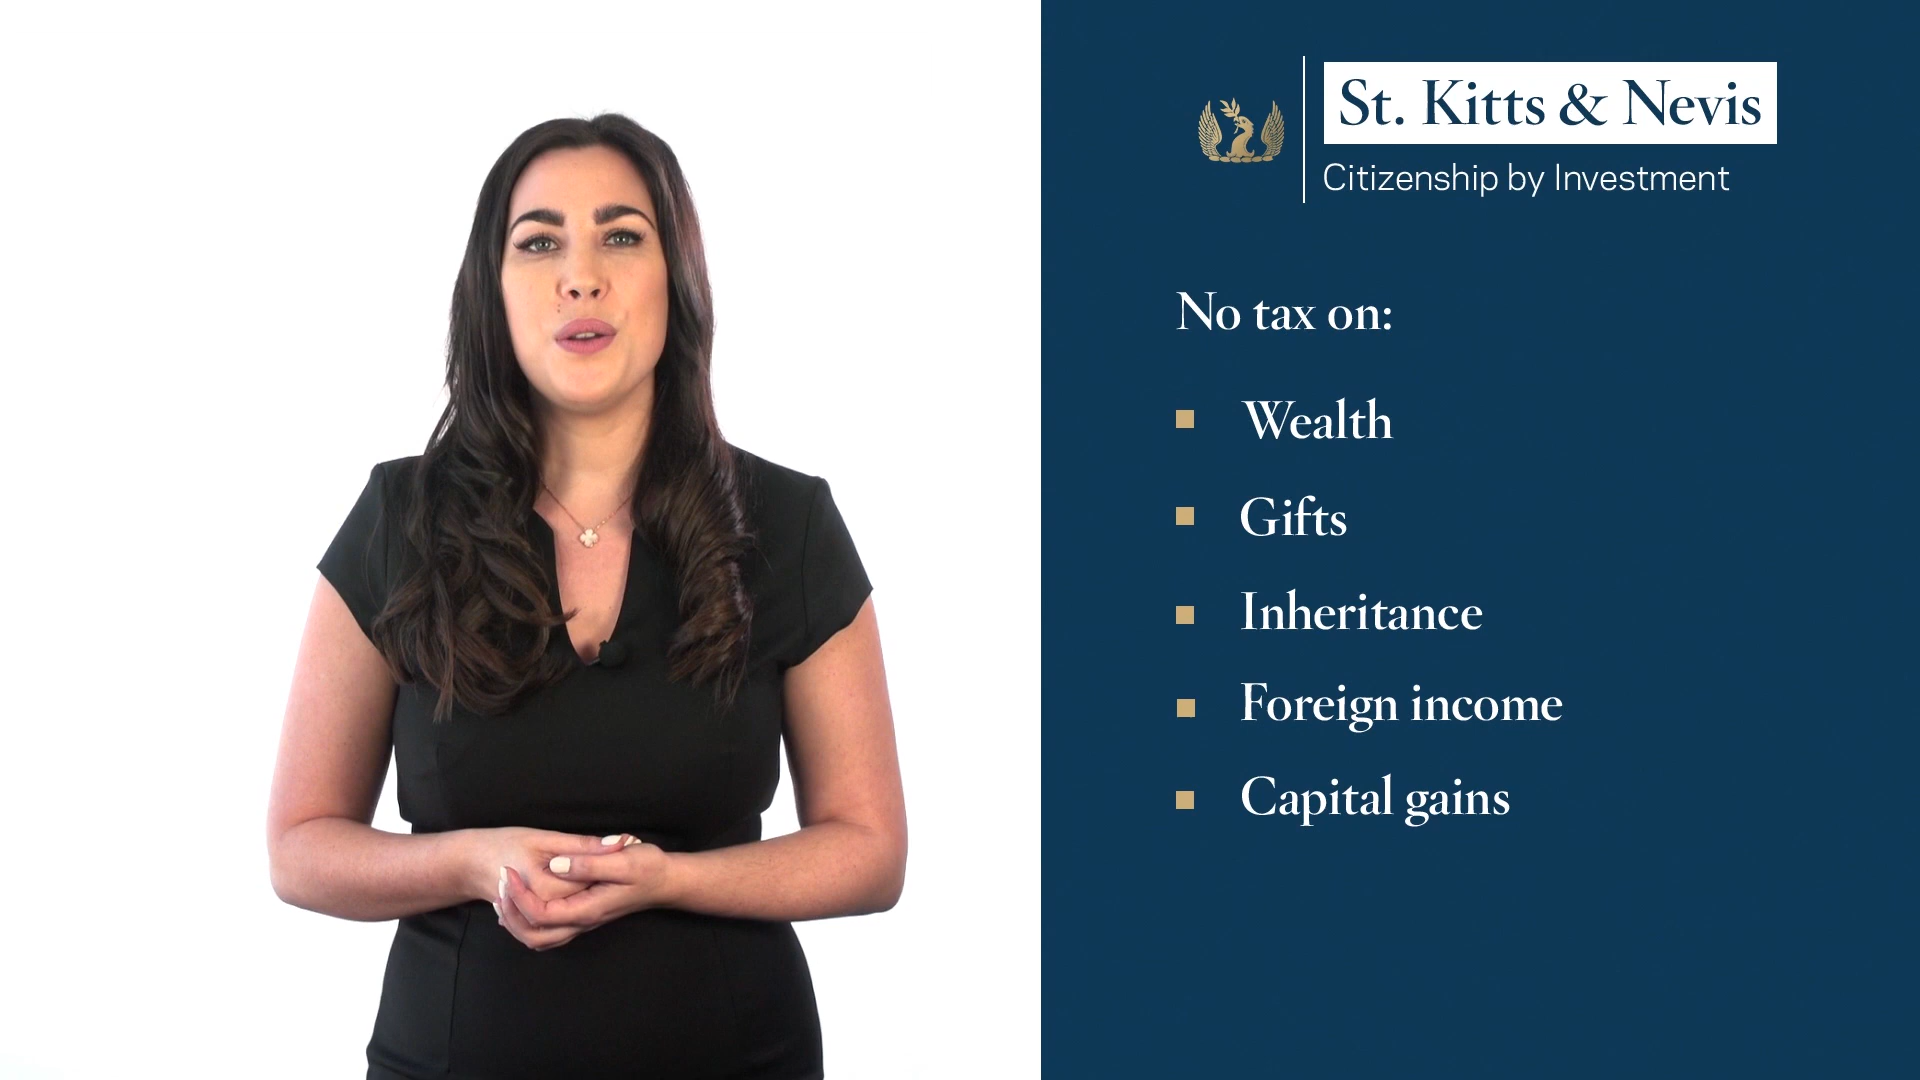 St. Kitts & Nevis
Citizenship by Investment
No tax on:
Wealth
Gifts
Inheritance
Foreign income
Capital gains